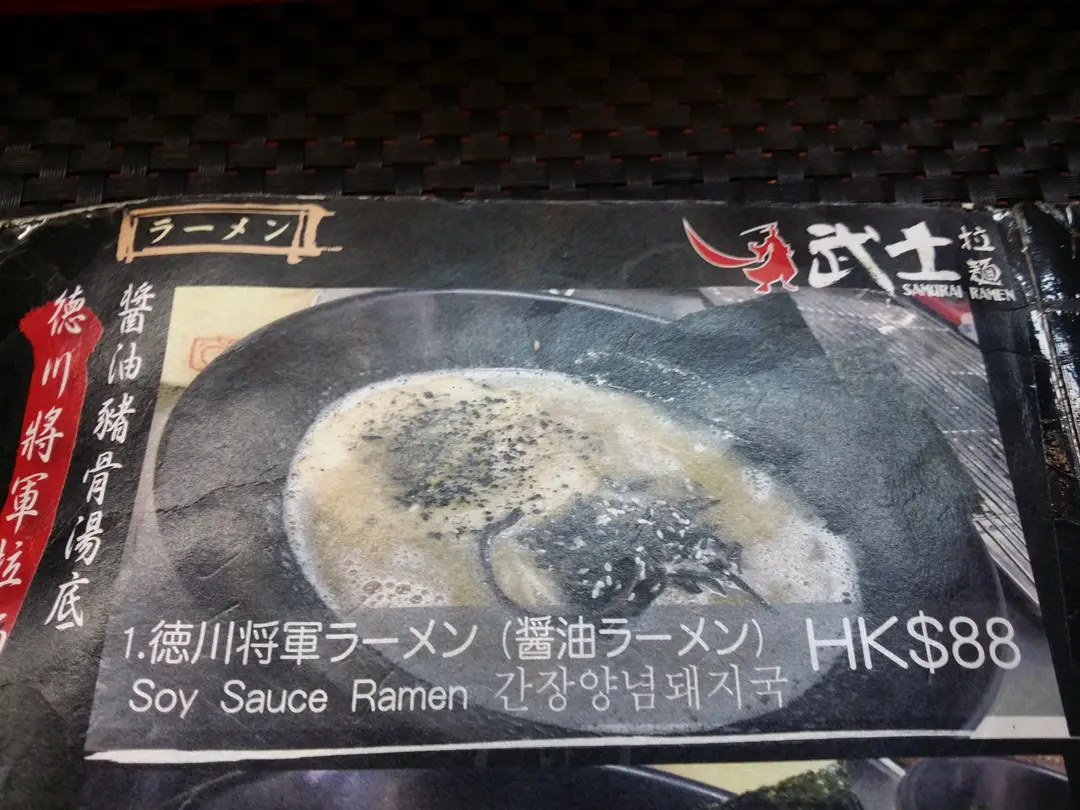 ラーメン
武士
拉麵
SAMURAI RAMEN
醬油豬骨湯底
德川將軍拉
1.徳川将軍ラーメン（醤油ラーメン） HK$88
Soy Sauce Ramen 간장양념돼지국